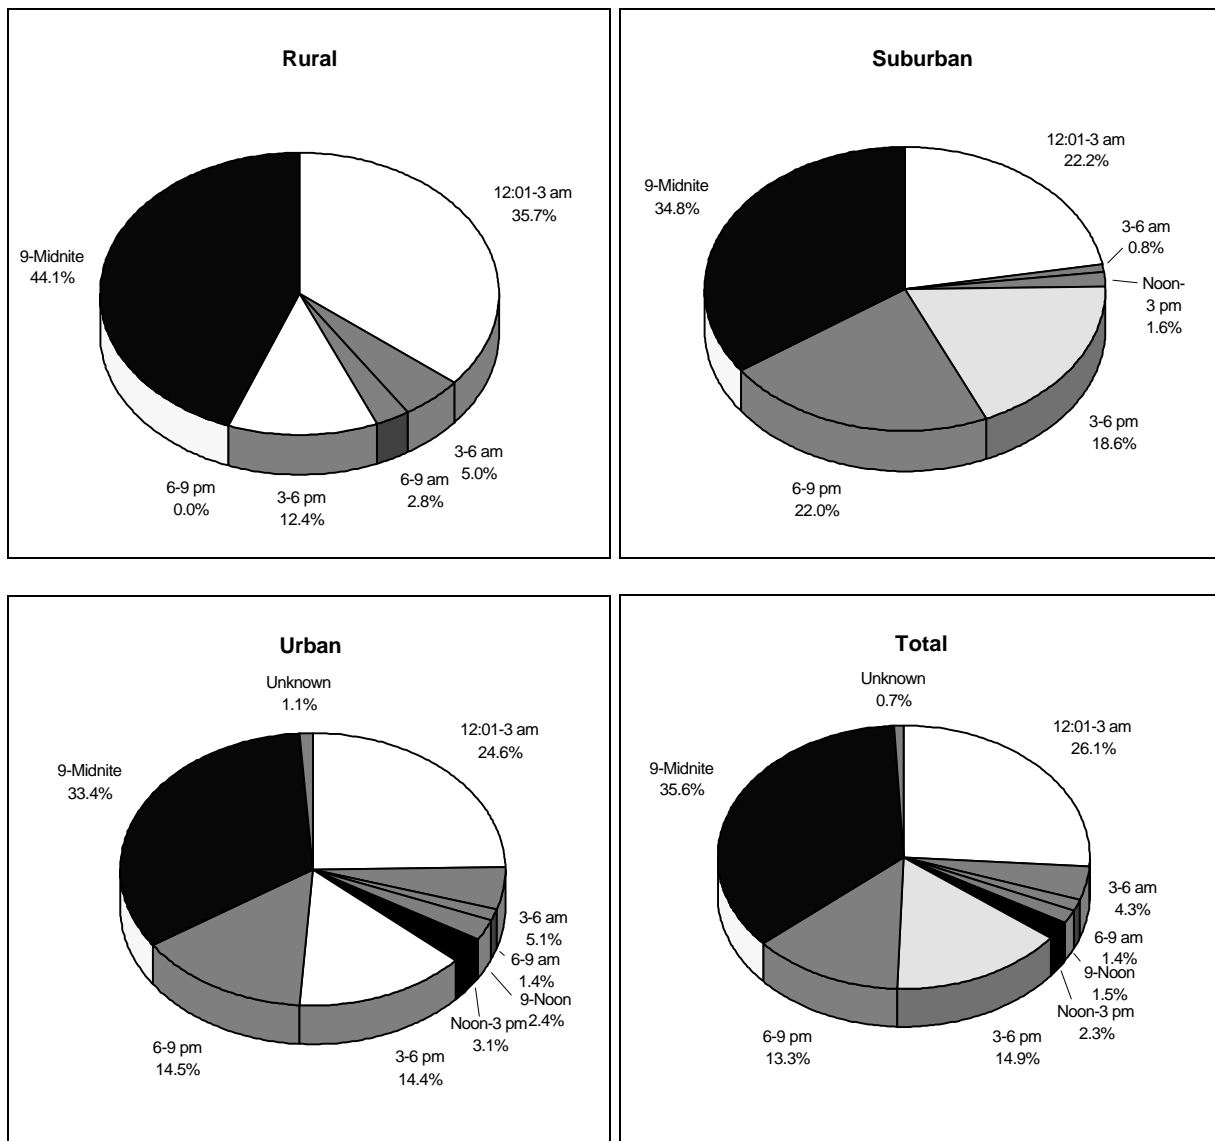 Rural
12:01-3 am
35.7%
9-Midnite
44.1%
3-6 am
5.0%
6-9 am
2.8%
6-9 pm
0.0%
3-6 pm
12.4%
Suburban
12:01-3 am
22.2%
9-Midnite
34.8%
3-6 am
0.8%
Noon-
3 pm
1.6%
3-6 pm
18.6%
6-9 pm
22.0%
Urban
Unknown
1.1%
12:01-3 am
24.6%
9-Midnite
33.4%
3-6 am
5.1%
6-9 am
1.4%
9-Noon
2.4%
Noon-3 pm
3.1%
6-9 pm
14.5%
3-6 pm
14.4%
Total
Unknown
0.7%
12:01-3 am
26.1%
9-Midnite
35.6%
3-6 am
4.3%
6-9 am
1.4%
9-Noon
1.5%
Noon-3 pm
2.3%
6-9 pm
13.3%
3-6 pm
14.9%